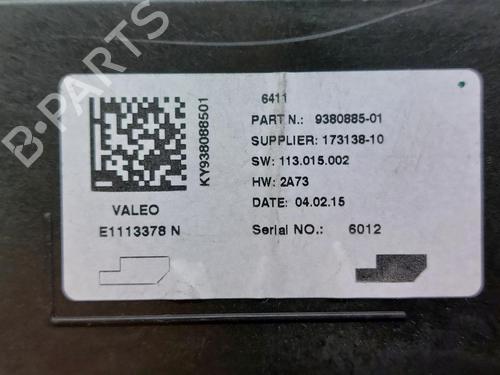 B-PARTS
KY938088501
VALEO
E1113378 N
6411
PART N.: 9380885-01
SUPPLIER: 173138-10
SW: 113.015.002
HW: 2A73
DATE: 04.02.15
Serial NO.: 6012
B-PARTS